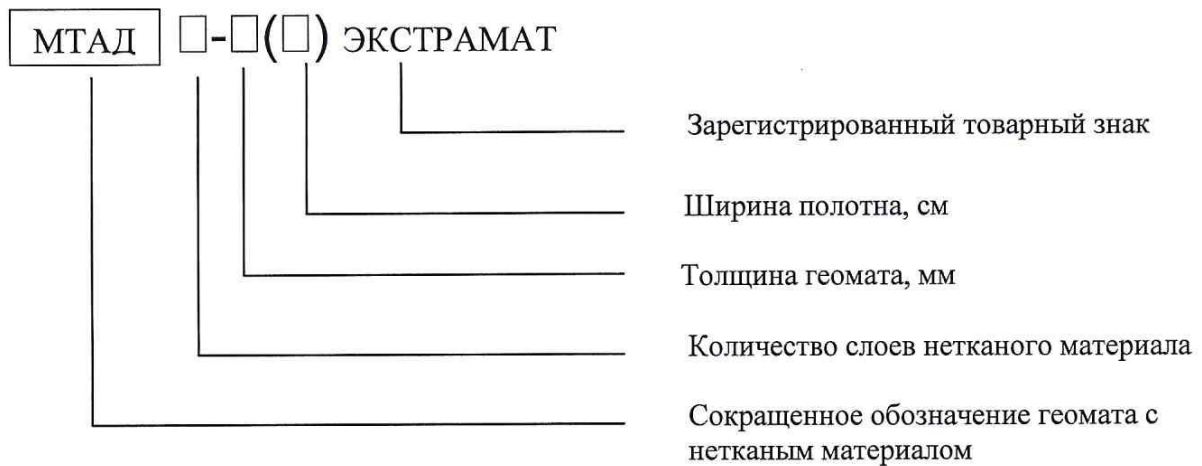 МТАД □-□(□) ЭКСТРАМАТ
Зарегистрированный товарный знак
Ширина полотна, см
Толщина геомата, мм
Количество слоев нетканого материала
Сокращенное обозначение геомата с
нетканым материалом